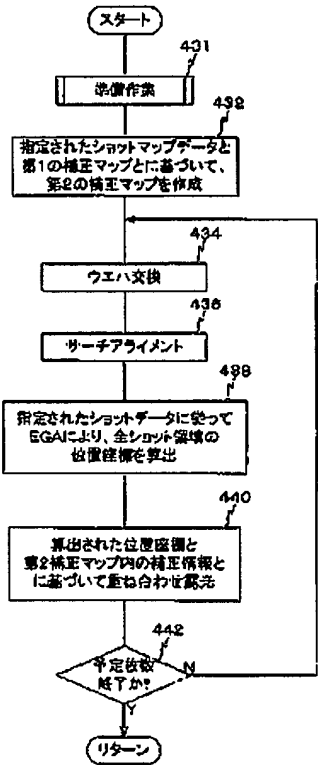 スタート
431
準備作業
432
指定されたショットマップデータと
第1の補正マップとに基づいて、
第2の補正マップを作成
434
ウエハ交換
436
サーチアライメント
438
指定されたショットデータに従って
EGAにより、全ショット領域の
位置座標を算出
440
算出された位置座標と
第2補正マップ内の補正情報と
に基づいて重ね合わせ露光
442
予定枚数
終了か?
N
Y
リターン